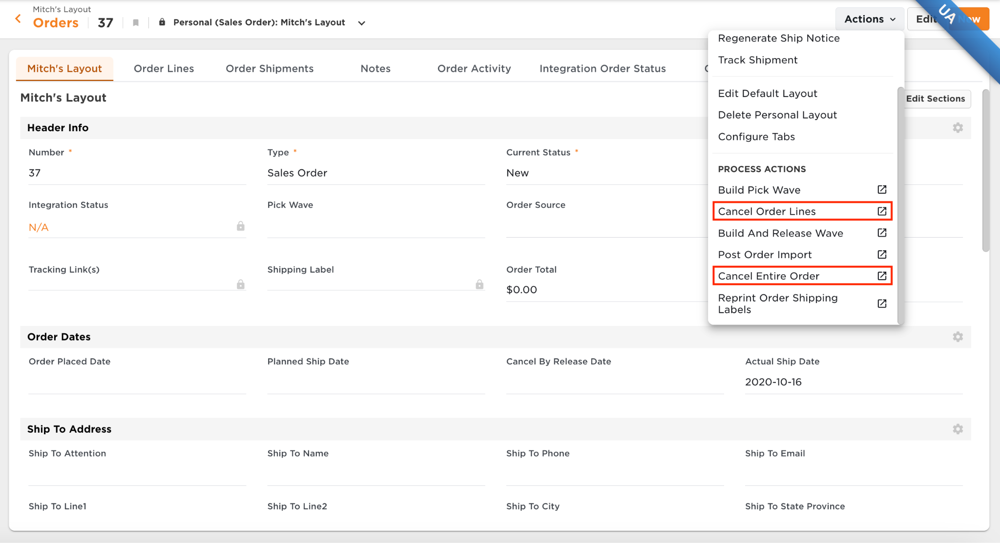 Mitch's Layout
Orders 37 Personal (Sales Order): Mitch's Layout
Actions Edit
UA
Mitch's Layout Order Lines Order Shipments Notes Order Activity Integration Order Status
Mitch's Layout
Edit Sections
Header Info
Number * Type * Current Status *
37 Sales Order New
Integration Status Pick Wave Order Source
N/A
Tracking Link(s) Shipping Label Order Total
$0.00
Regenerate Ship Notice
Track Shipment
Edit Default Layout
Delete Personal Layout
Configure Tabs
PROCESS ACTIONS
Build Pick Wave
Cancel Order Lines
Build And Release Wave
Post Order Import
Cancel Entire Order
Reprint Order Shipping
Labels
Order Dates
Order Placed Date Planned Ship Date Cancel By Release Date Actual Ship Date
2020-10-16
Ship To Address
Ship To Attention Ship To Name Ship To Phone Ship To Email
Ship To Line1 Ship To Line2 Ship To City Ship To State Province